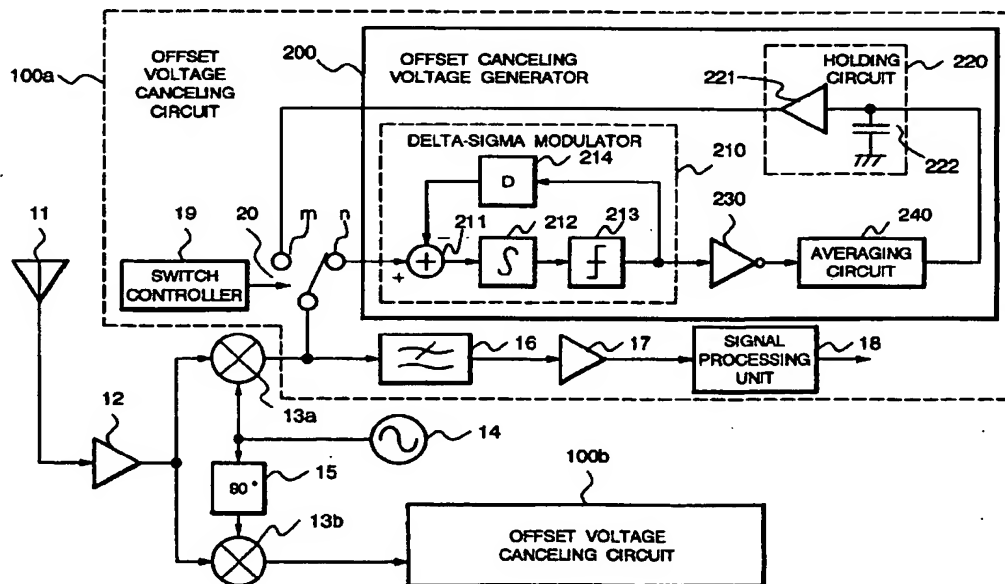 100a
OFFSET
VOLTAGE
CANCELING
CIRCUIT
200
OFFSET CANCELING
VOLTAGE GENERATOR
221
HOLDING
CIRCUIT
220
222
DELTA-SIGMA MODULATOR
214
210
D
11
19
20
m
n
211
212
213
230
240
−
+
+
∫
SWITCH
CONTROLLER
AVERAGING
CIRCUIT
16
17
SIGNAL
PROCESSING
UNIT
18
12
13a
14
15
90°
100b
13b
OFFSET VOLTAGE
CANCELING CIRCUIT